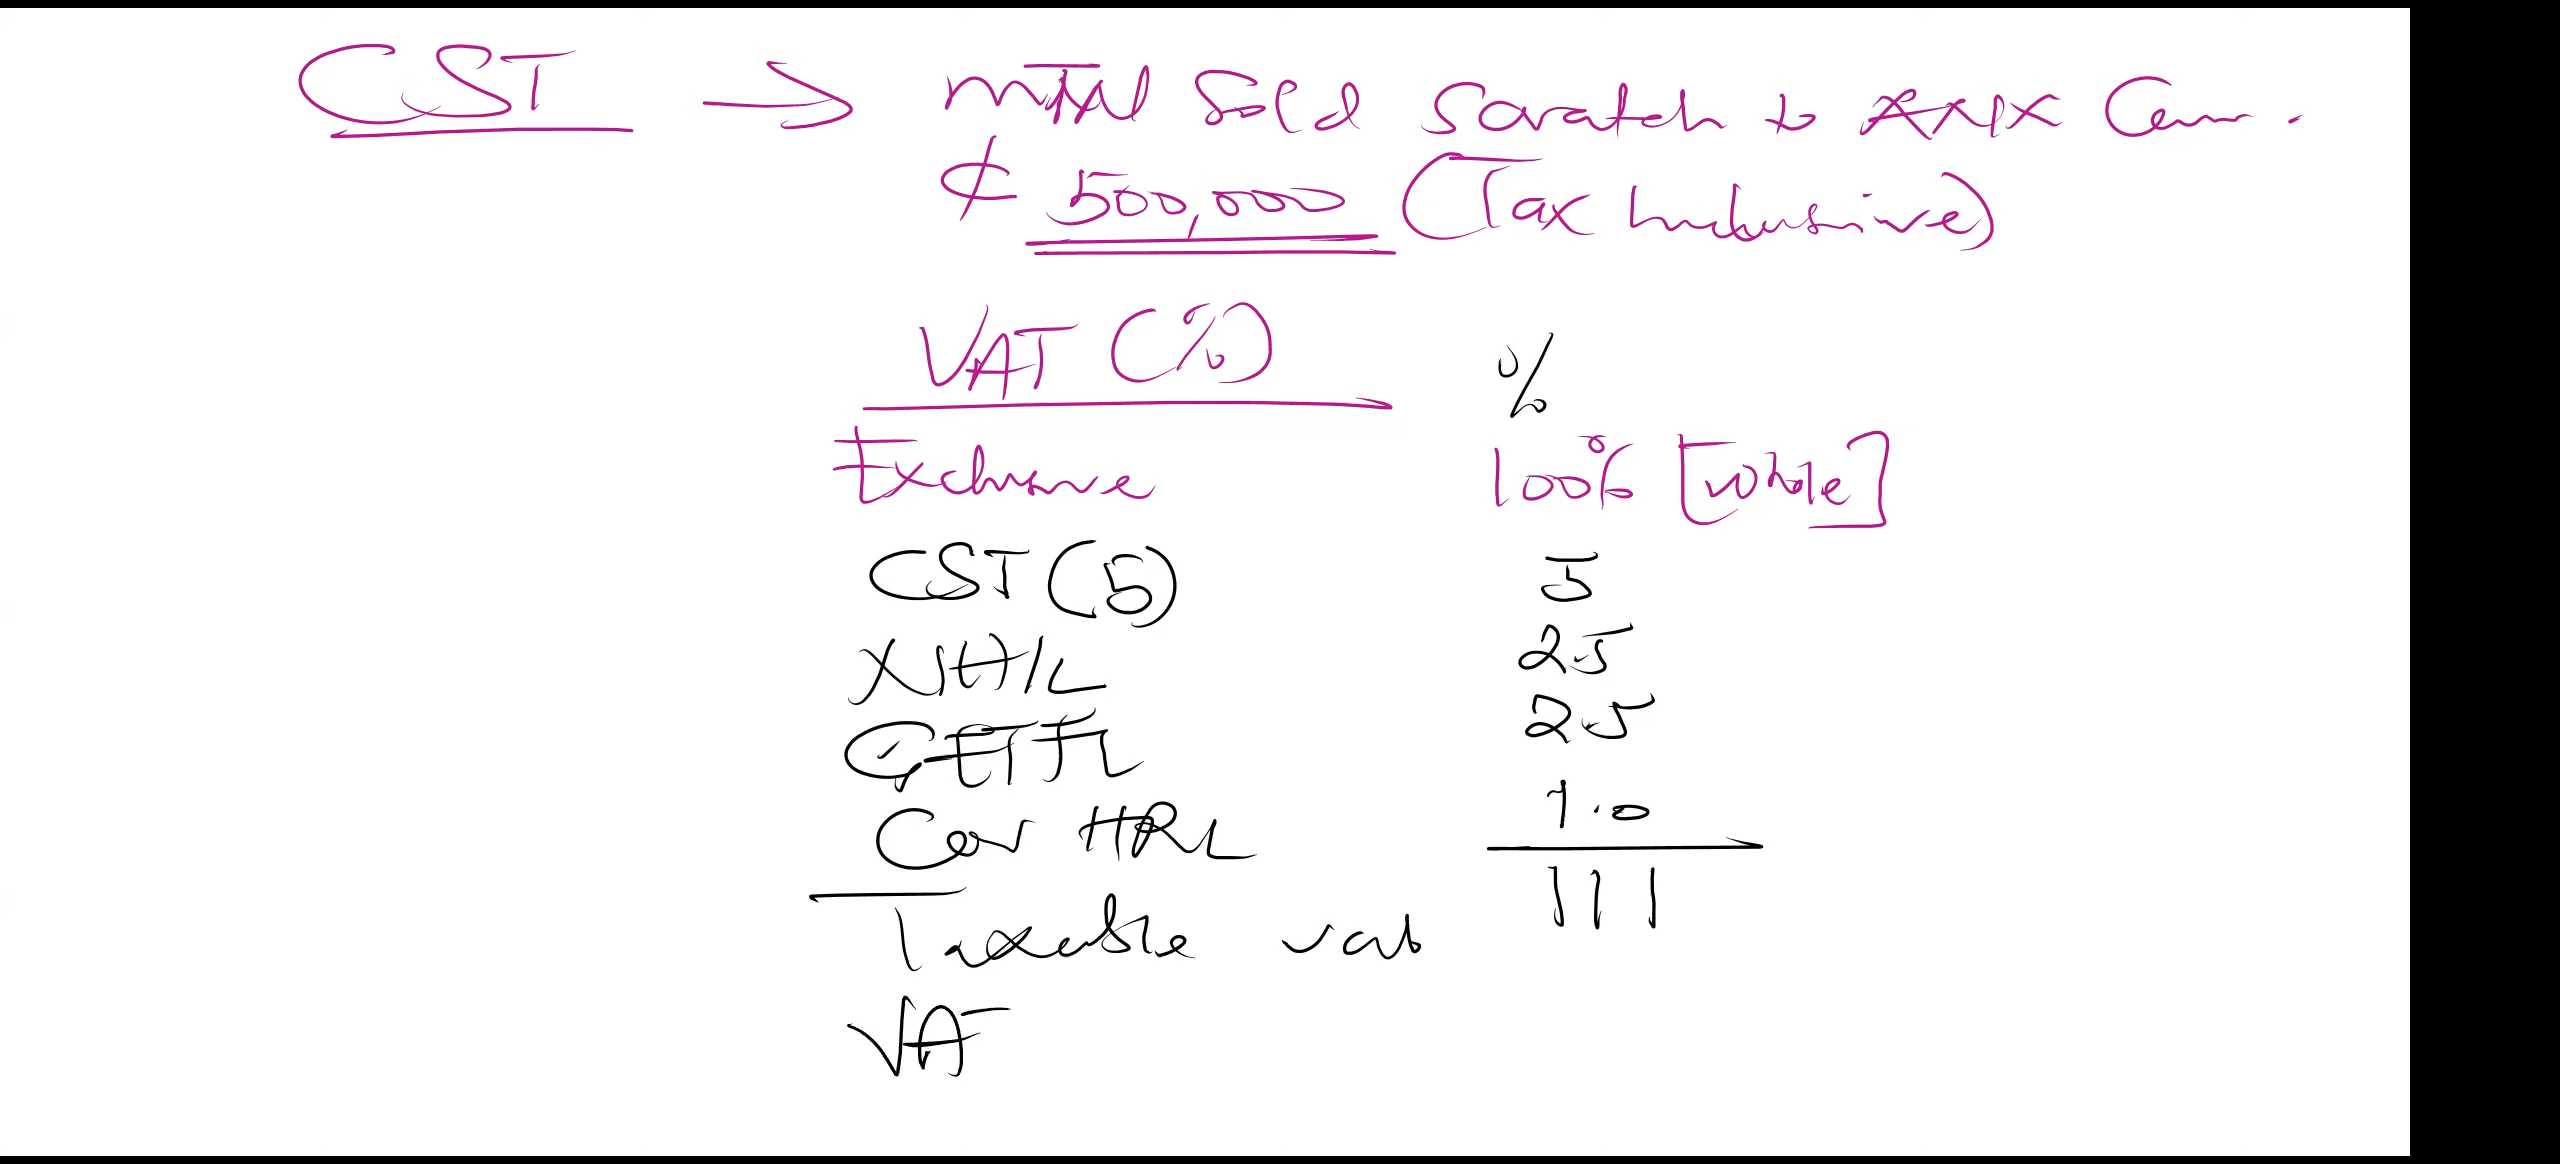 CST → MTN Sold Scratch to Com.
₵ 500,000 (Tax Inclusive)
VAT (%)
%
Exclusive 100% [whole]
CST (5) 5
NHIL 2.5
GETFL 2.5
Cov HRL 1.0
Taxable val 111
VAT